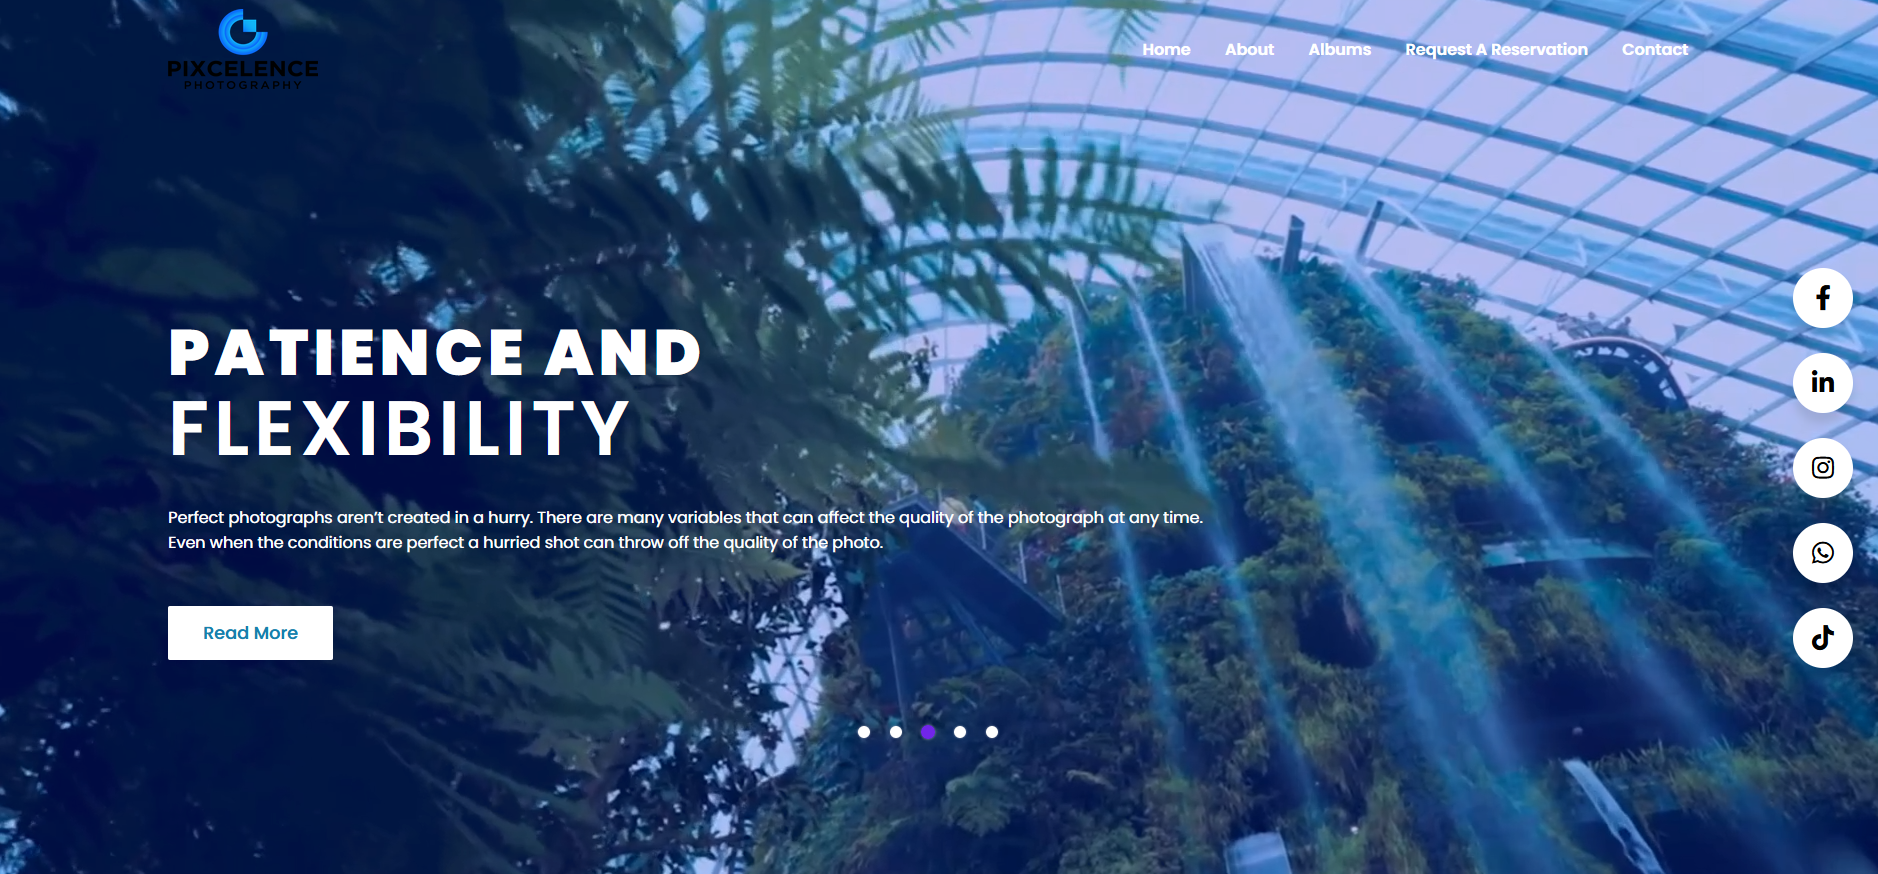 PIXCELENCE
PHOTOGRAPHY
Home About Albums Request A Reservation Contact
PATIENCE AND
FLEXIBILITY
Perfect photographs aren’t created in a hurry. There are many variables that can affect the quality of the photograph at any time.
Even when the conditions are perfect a hurried shot can throw off the quality of the photo.
Read More